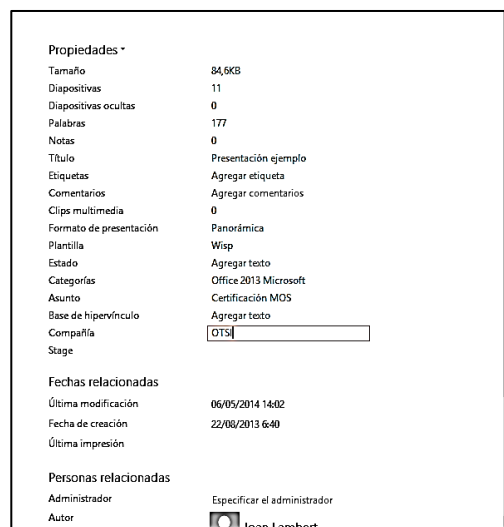 Propiedades
Tamaño 84,6KB
Diapositivas 11
Diapositivas ocultas 0
Palabras 177
Notas 0
Título Presentación ejemplo
Etiquetas Agregar etiqueta
Comentarios Agregar comentarios
Clips multimedia 0
Formato de presentación Panorámica
Plantilla Wisp
Estado Agregar texto
Categorías Office 2013 Microsoft
Asunto Certificación MOS
Base de hipervínculo Agregar texto
Compañía OTSI
Stage
Fechas relacionadas
Última modificación 06/05/2014 14:02
Fecha de creación 22/08/2013 6:40
Última impresión
Personas relacionadas
Administrador Especificar el administrador
Autor Joan Lambert